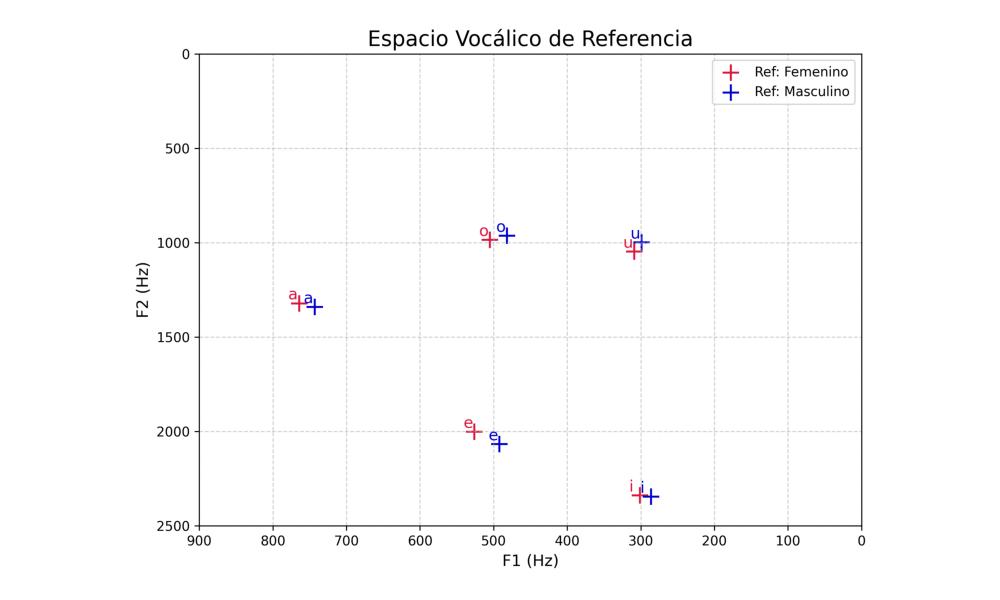 Espacio Vocálico de Referencia
Ref: Femenino
Ref: Masculino
0
500
1000
1500
2000
2500
F2 (Hz)
o
o
u
u
a
a
e
e
i
i
900 800 700 600 500 400 300 200 100 0
F1 (Hz)